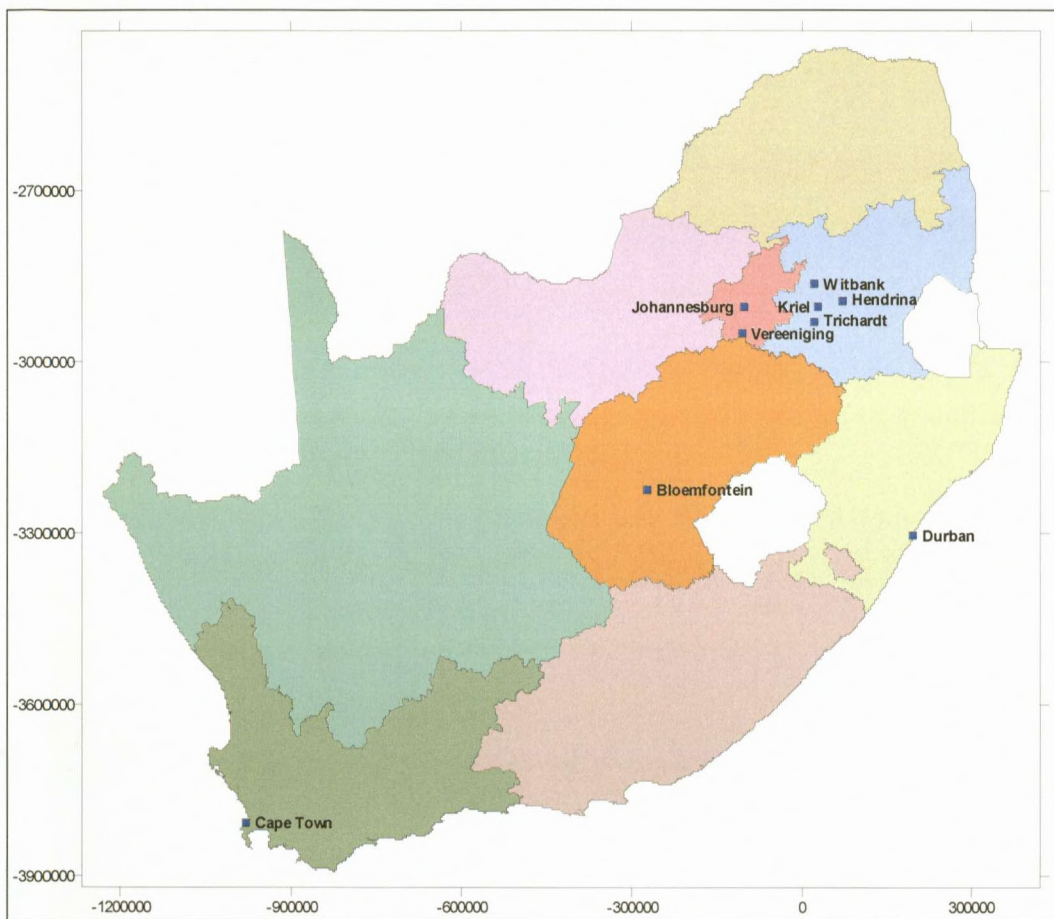 -2700000
Witbank
Hendrina
Johannesburg
Kriel
Trichardt
Vereeniging
-3000000
Bloemfontein
-3300000
Durban
-3600000
Cape Town
-3900000
-1200000 -900000 -600000 -300000 0 300000